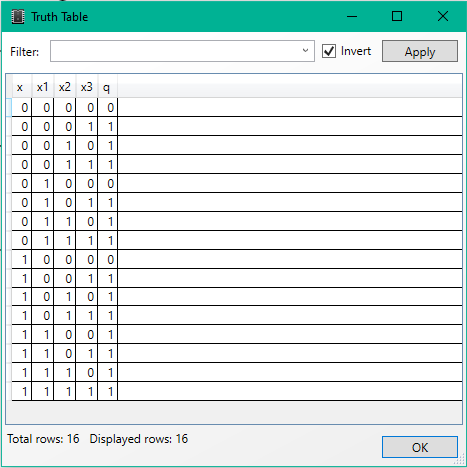 Truth Table
Filter: Invert Apply
x x1 x2 x3 q
0 0 0 0 0
0 0 0 1 1
0 0 1 0 1
0 0 1 1 1
0 1 0 0 0
0 1 0 1 1
0 1 1 0 1
0 1 1 1 1
1 0 0 0 0
1 0 0 1 1
1 0 1 0 1
1 0 1 1 1
1 1 0 0 1
1 1 0 1 1
1 1 1 0 1
1 1 1 1 1
Total rows: 16 Displayed rows: 16
OK